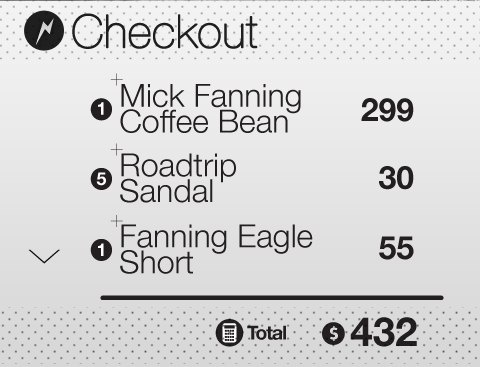 Checkout
1 Mick Fanning 299
Coffee Bean
5 Roadtrip 30
Sandal
1 Fanning Eagle 55
Short
Total $ 432